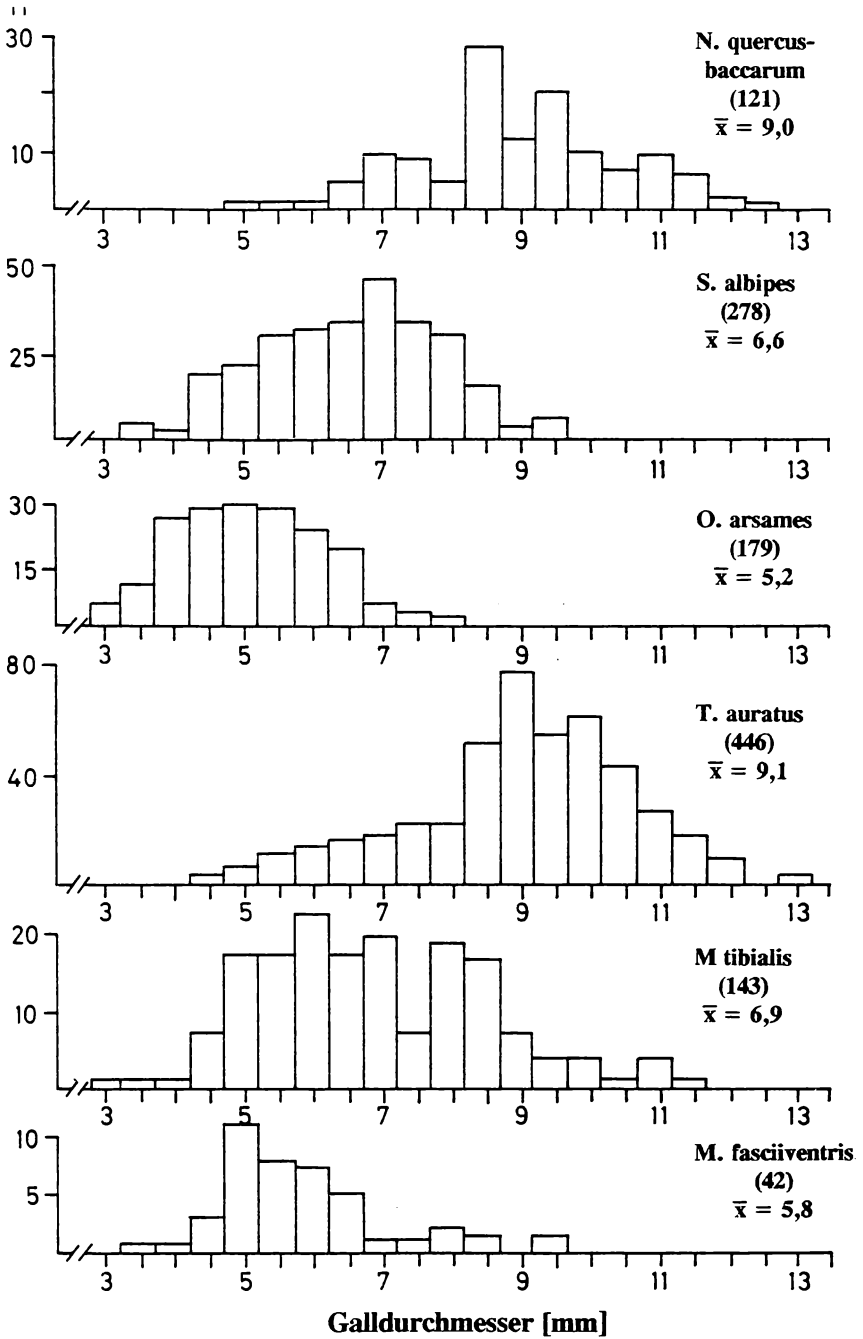 30
10
N. quercus-
baccarum
(121)
x̄ = 9,0
3 5 7 9 11 13
50
25
S. albipes
(278)
x̄ = 6,6
3 5 7 9 11 13
30
15
O. arsames
(179)
x̄ = 5,2
3 5 7 9 11 13
80
40
T. auratus
(446)
x̄ = 9,1
3 5 7 9 11 13
20
10
M tibialis
(143)
x̄ = 6,9
3 5 7 9 11 13
10
5
M. fasciiventris
(42)
x̄ = 5,8
3 5 7 9 11 13
Galldurchmesser [mm]